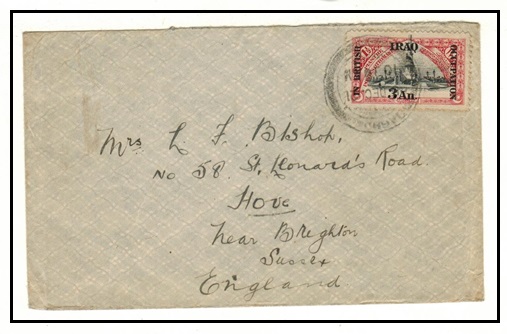 IRAQ
IN BRITISH
OCCUPATION
3 An
Mrs L F Bishop,
No 58 St. Leonard's Road.
Hove
near Brighton
Sussex
England